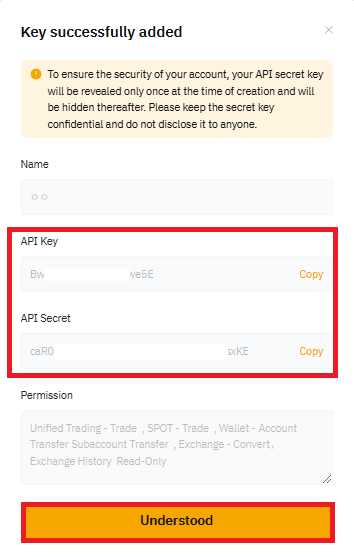 Key successfully added
To ensure the security of your account, your API secret key
will be revealed only once at the time of creation and will
be hidden thereafter. Please keep the secret key
confidential and do not disclose it to anyone.
Name
API Key
Bw we5E Copy
API Secret
caR0 xKE Copy
Permission
Unified Trading - Trade , SPOT - Trade , Wallet - Account
Transfer Subaccount Transfer , Exchange - Convert,
Exchange History Read-Only
Understood